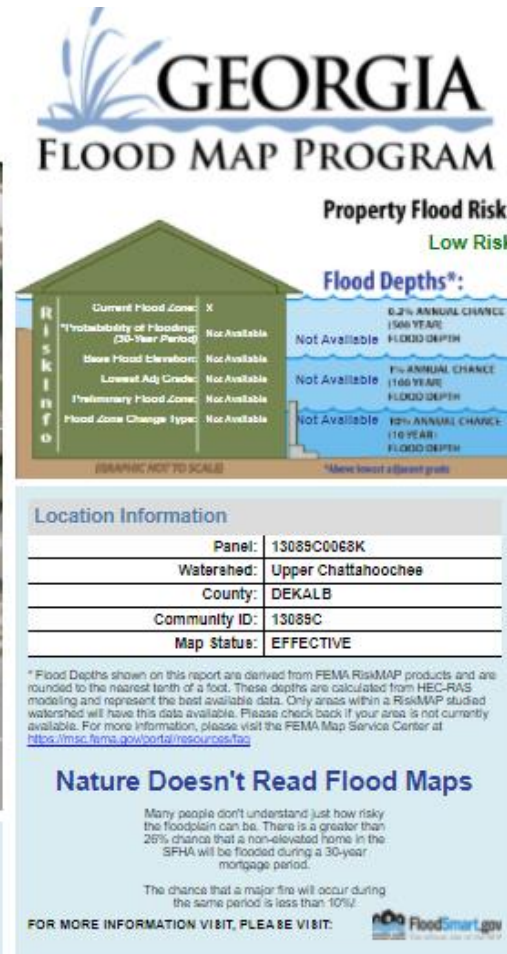 GEORGIA
FLOOD MAP PROGRAM
Property Flood Risk
Low Risk
Flood Depths*:
Risk Info
Current Flood Zone: X
*Probability of Flooding: Not Available
(30-Year Period)
Base Flood Elevation: Not Available
Lowest Adj Grade: Not Available
Preliminary Flood Zone: Not Available
Flood Zone Change Type: Not Available
Not Available
0.2% ANNUAL CHANCE
(500 YEAR)
FLOOD DEPTH
Not Available
1% ANNUAL CHANCE
(100 YEAR)
FLOOD DEPTH
Not Available
10% ANNUAL CHANCE
(10 YEAR)
FLOOD DEPTH
(GRAPHIC NOT TO SCALE)
*Above lowest adjacent grade
Location Information
Panel: 13089C0068K
Watershed: Upper Chattahoochee
County: DEKALB
Community ID: 13089C
Map Status: EFFECTIVE
* Flood Depths shown on this report are derived from FEMA RiskMAP products and are
rounded to the nearest tenth of a foot. These depths are calculated from HEC-RAS
modeling and represent the best available data. Only areas within a RiskMAP studied
watershed will have this data available. Please check back if your area is not currently
available. For more information, please visit the FEMA Map Service Center at
https://msc.fema.gov/portal/resources/faq
Nature Doesn't Read Flood Maps
Many people don't understand just how risky
the floodplain can be. There is a greater than
26% chance that a non-elevated home in the
SFHA will be flooded during a 30-year
mortgage period.
The chance that a major fire will occur during
the same period is less than 10%!
FOR MORE INFORMATION VISIT, PLEASE VISIT:
FloodSmart.gov